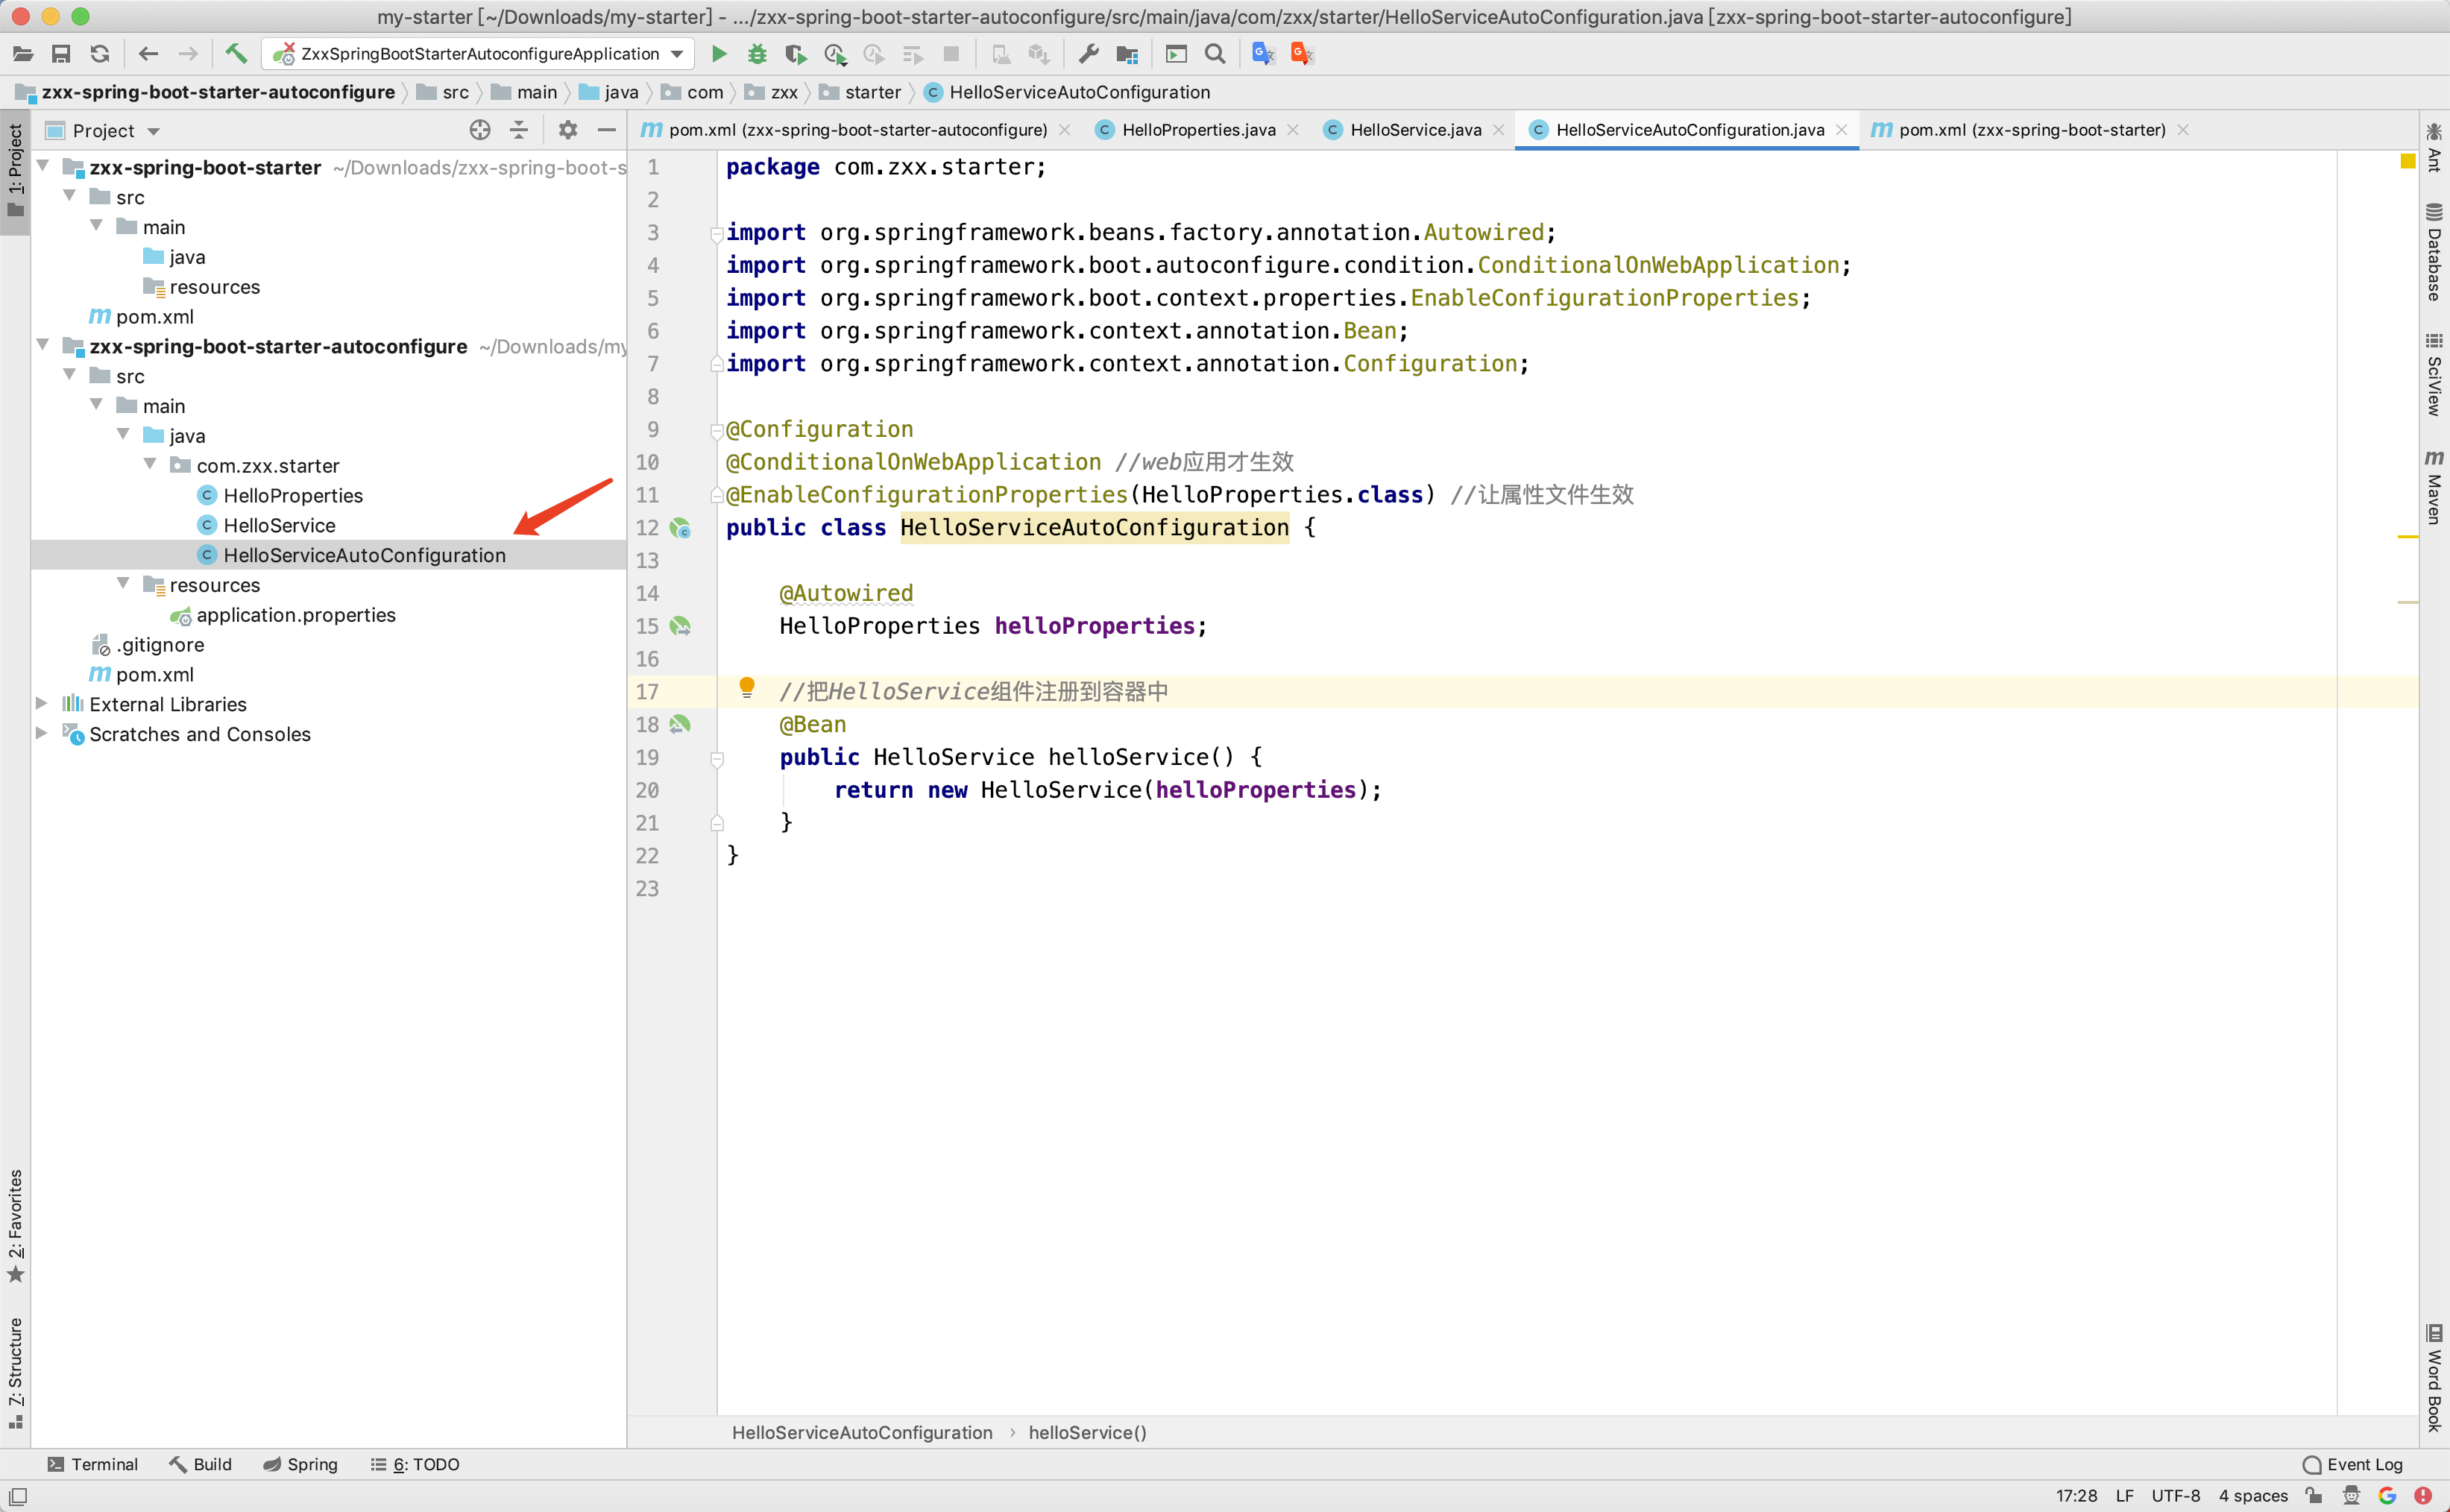 my-starter [~/Downloads/my-starter] - .../zxx-spring-boot-starter-autoconfigure/src/main/java/com/zxx/starter/HelloServiceAutoConfiguration.java [zxx-spring-boot-starter-autoconfigure]
ZxxSpringBootStarterAutoconfigureApplication
zxx-spring-boot-starter-autoconfigure src main java com zxx starter HelloServiceAutoConfiguration
Project
pom.xml (zxx-spring-boot-starter-autoconfigure) HelloProperties.java HelloService.java HelloServiceAutoConfiguration.java pom.xml (zxx-spring-boot-starter)
1: Project
2: Favorites
Z: Structure
zxx-spring-boot-starter ~/Downloads/zxx-spring-boot-s
src
main
java
resources
pom.xml
zxx-spring-boot-starter-autoconfigure ~/Downloads/my
src
main
java
com.zxx.starter
HelloProperties
HelloService
HelloServiceAutoConfiguration
resources
application.properties
.gitignore
pom.xml
External Libraries
Scratches and Consoles
1 package com.zxx.starter;
2
3 import org.springframework.beans.factory.annotation.Autowired;
4 import org.springframework.boot.autoconfigure.condition.ConditionalOnWebApplication;
5 import org.springframework.boot.context.properties.EnableConfigurationProperties;
6 import org.springframework.context.annotation.Bean;
7 import org.springframework.context.annotation.Configuration;
8
9 @Configuration
10 @ConditionalOnWebApplication //web应用才生效
11 @EnableConfigurationProperties(HelloProperties.class) //让属性文件生效
12 public class HelloServiceAutoConfiguration {
13
14 @Autowired
15 HelloProperties helloProperties;
16
17 //把HelloService组件注册到容器中
18 @Bean
19 public HelloService helloService() {
20 return new HelloService(helloProperties);
21 }
22 }
23
HelloServiceAutoConfiguration › helloService()
Ant
Database
SciView
Maven
Word Book
Terminal Build Spring 6: TODO Event Log
17:28 LF UTF-8 4 spaces